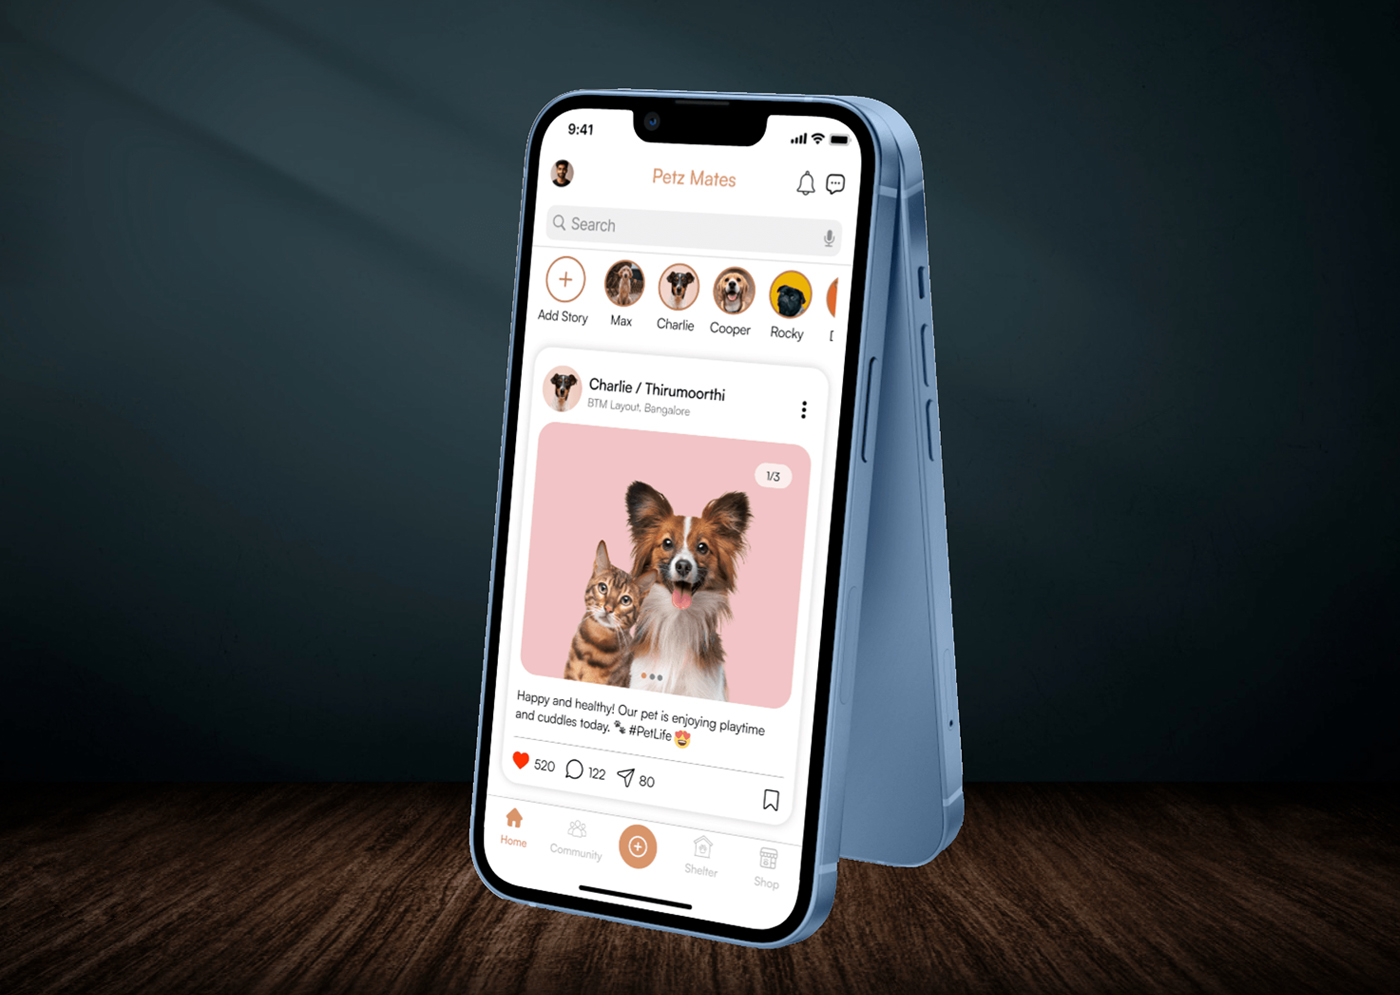 9:41
Petz Mates
Search
Add Story
Max
Charlie
Cooper
Rocky
Charlie / Thirumoorthi
BTM Layout, Bangalore
1/3
Happy and healthy! Our pet is enjoying playtime
and cuddles today. 🐾 #PetLife 😍
520 122 80
Home
Community
Shelter
Shop